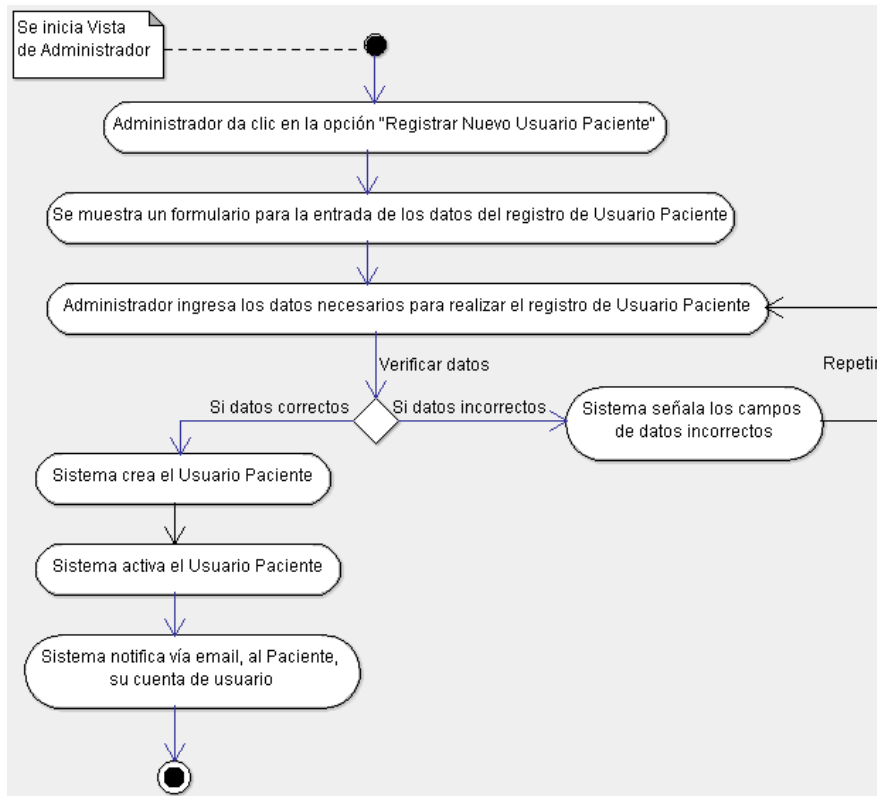 Se inicia Vista
de Administrador
Administrador da clic en la opción "Registrar Nuevo Usuario Paciente"
Se muestra un formulario para la entrada de los datos del registro de Usuario Paciente
Administrador ingresa los datos necesarios para realizar el registro de Usuario Paciente
Verificar datos
Repetir
Si datos correctos
Si datos incorrectos
Sistema señala los campos
de datos incorrectos
Sistema crea el Usuario Paciente
Sistema activa el Usuario Paciente
Sistema notifica vía email, al Paciente,
su cuenta de usuario